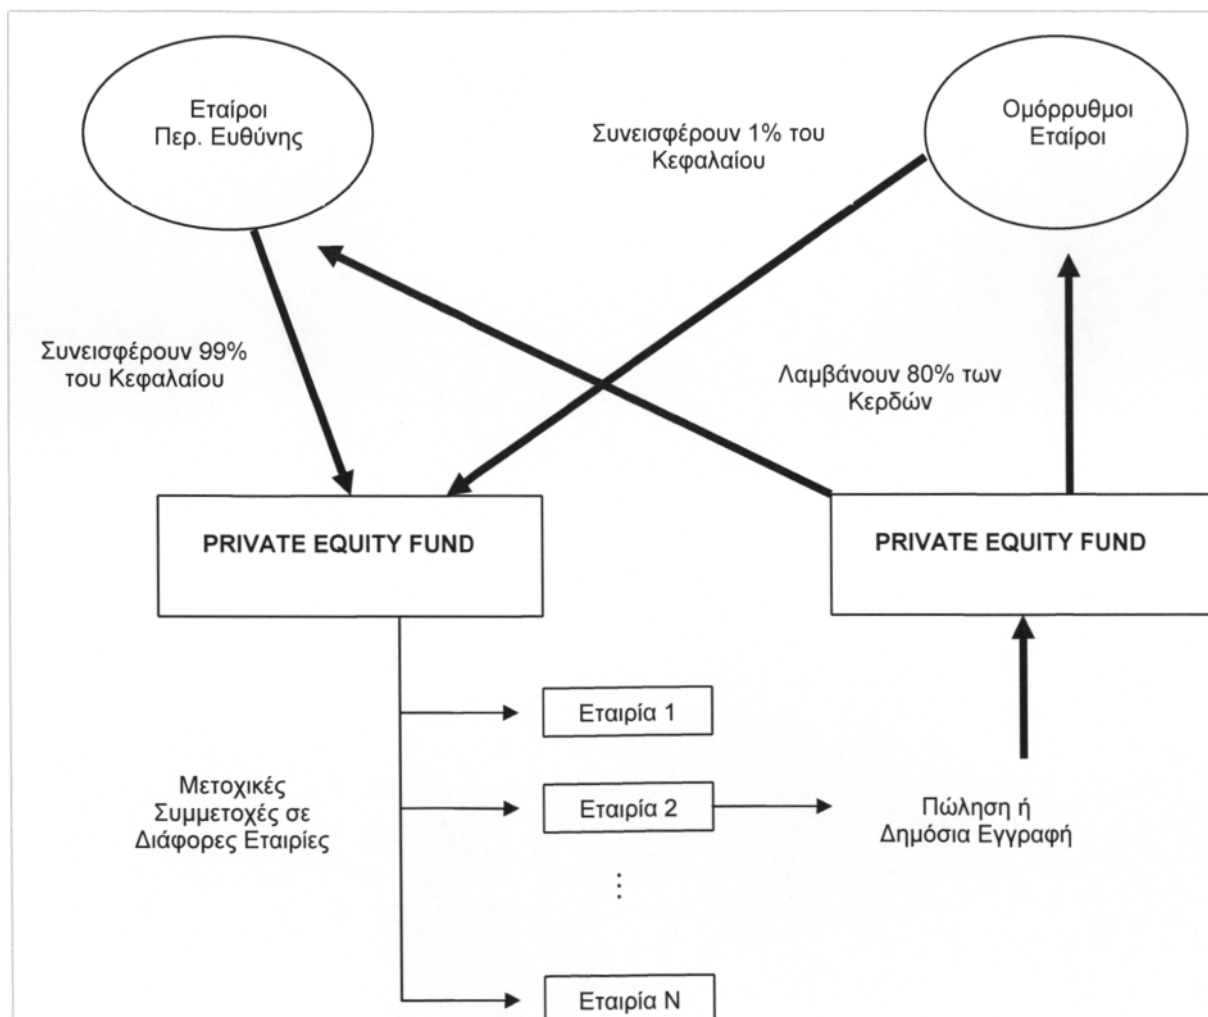 Εταίροι
Περ. Ευθύνης
Ομόρρυθμοι
Εταίροι
Συνεισφέρουν 1% του
Κεφαλαίου
Συνεισφέρουν 99%
του Κεφαλαίου
Λαμβάνουν 80% των
Κερδών
PRIVATE EQUITY FUND
PRIVATE EQUITY FUND
Εταιρία 1
Μετοχικές
Συμμετοχές σε
Διάφορες Εταιρίες
Εταιρία 2
Πώληση ή
Δημόσια Εγγραφή
⋮
Εταιρία Ν